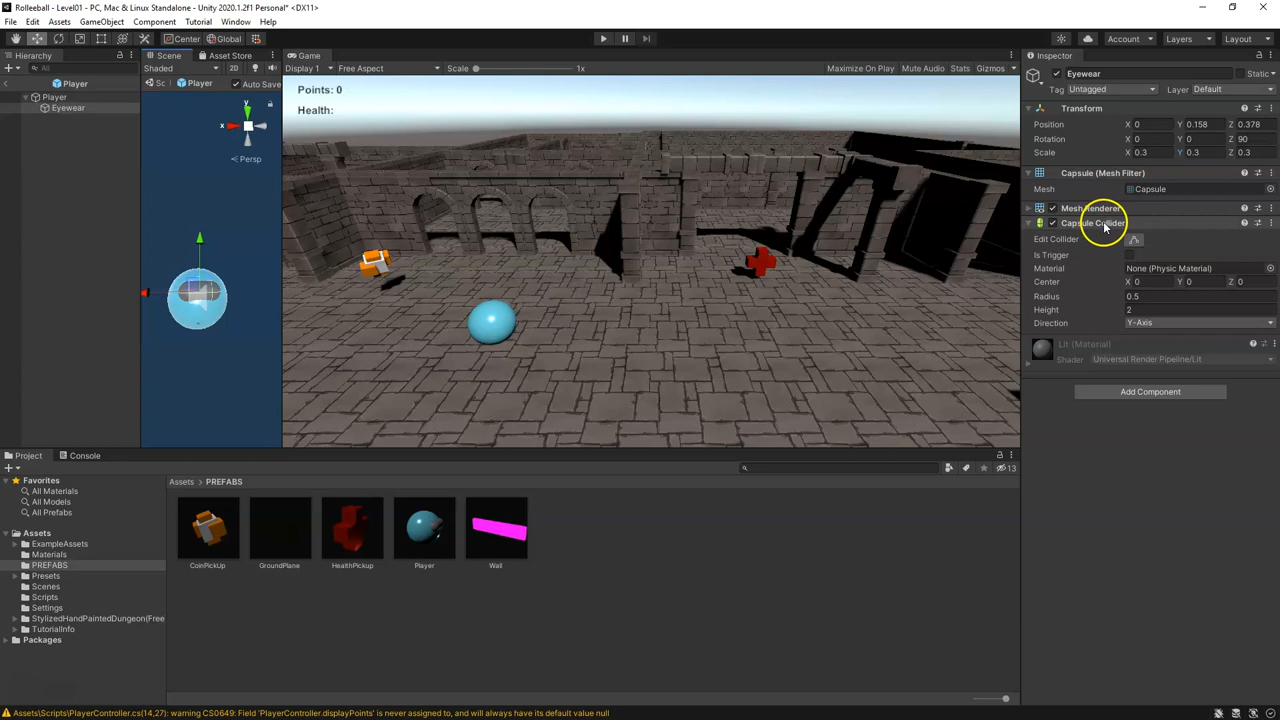 Rolleeball - Level01 - PC, Mac & Linux Standalone - Unity 2020.1.2f1 Personal* <DX11>
File Edit Assets GameObject Component Tutorial Window Help
Center Global Account Layers Layout
Hierarchy
All
Player
Player
Eyewear
Scene Asset Store
Shaded 2D
Sc Player Auto Save
y
x
Persp
Game
Display 1 Free Aspect Scale 1x Maximize On Play Mute Audio Stats Gizmos
Points: 0
Health:
Inspector
Eyewear Static
Tag Untagged Layer Default
Transform
Position X 0 Y 0.158 Z 0.378
Rotation X 0 Y 0 Z 90
Scale X 0.3 Y 0.3 Z 0.3
Capsule (Mesh Filter)
Mesh Capsule
Mesh Renderer
Capsule Collider
Edit Collider
Is Trigger
Material None (Physic Material)
Center X 0 Y 0 Z 0
Radius 0.5
Height 2
Direction Y-Axis
Lit (Material)
Shader Universal Render Pipeline/Lit
Add Component
Project Console
13
Favorites
All Materials
All Models
All Prefabs
Assets
ExampleAssets
Materials
PREFABS
Presets
Scenes
Scripts
Settings
StylizedHandPaintedDungeon(Free
TutorialInfo
Packages
Assets PREFABS
CoinPickUp GroundPlane HealthPickup Player Wall
Assets\Scripts\PlayerController.cs(14,27): warning CS0649: Field 'PlayerController.displayPoints' is never assigned to, and will always have its default value null